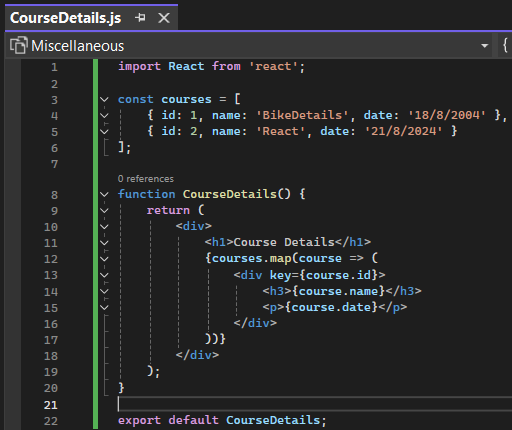 CourseDetails.js
Miscellaneous
{
1 import React from 'react';
2
3 const courses = [
4     { id: 1, name: 'BikeDetails', date: '18/8/2004' },
5     { id: 2, name: 'React', date: '21/8/2024' }
6 ];
7
0 references
8 function CourseDetails() {
9     return (
10         <div>
11             <h1>Course Details</h1>
12             {courses.map(course => (
13                 <div key={course.id}>
14                     <h3>{course.name}</h3>
15                     <p>{course.date}</p>
16                 </div>
17             ))}
18         </div>
19     );
20 }
21
22 export default CourseDetails;